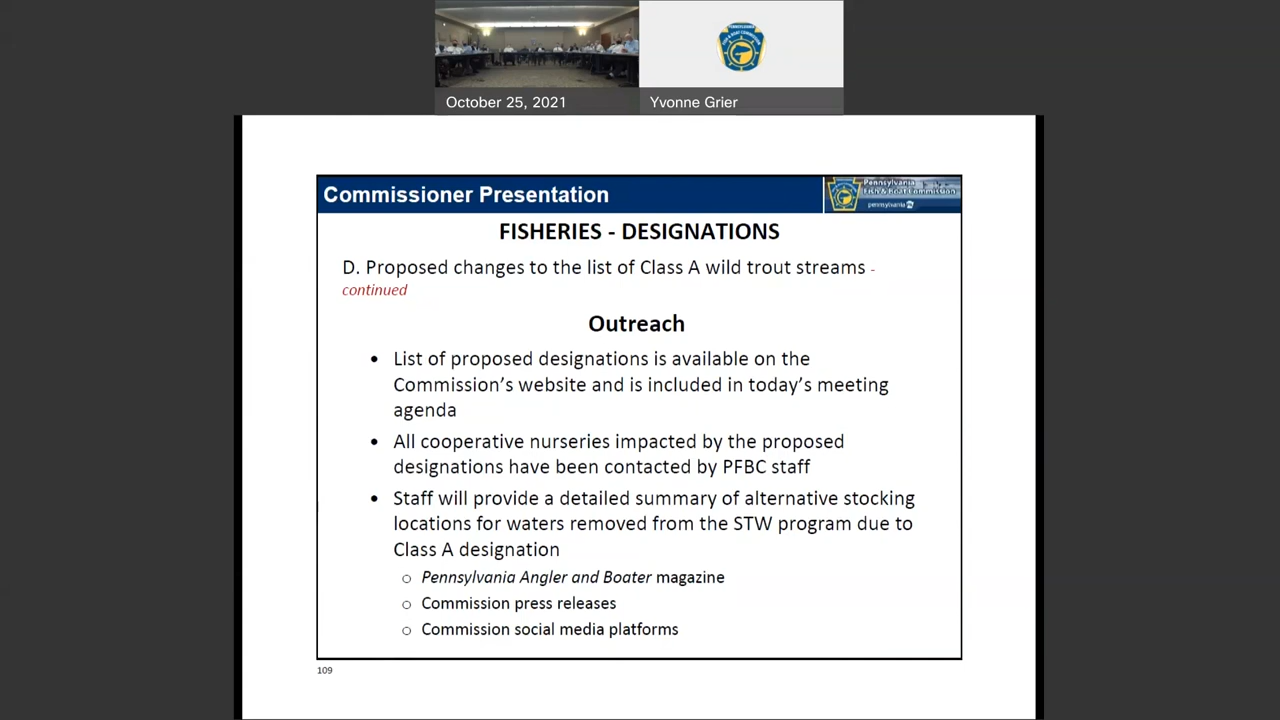 October 25, 2021
Yvonne Grier
Commissioner Presentation
Pennsylvania
Fish & Boat Commission
pennsylvania
FISHERIES - DESIGNATIONS
D. Proposed changes to the list of Class A wild trout streams -
continued
Outreach
• List of proposed designations is available on the
Commission’s website and is included in today’s meeting
agenda
• All cooperative nurseries impacted by the proposed
designations have been contacted by PFBC staff
• Staff will provide a detailed summary of alternative stocking
locations for waters removed from the STW program due to
Class A designation
o Pennsylvania Angler and Boater magazine
o Commission press releases
o Commission social media platforms
109